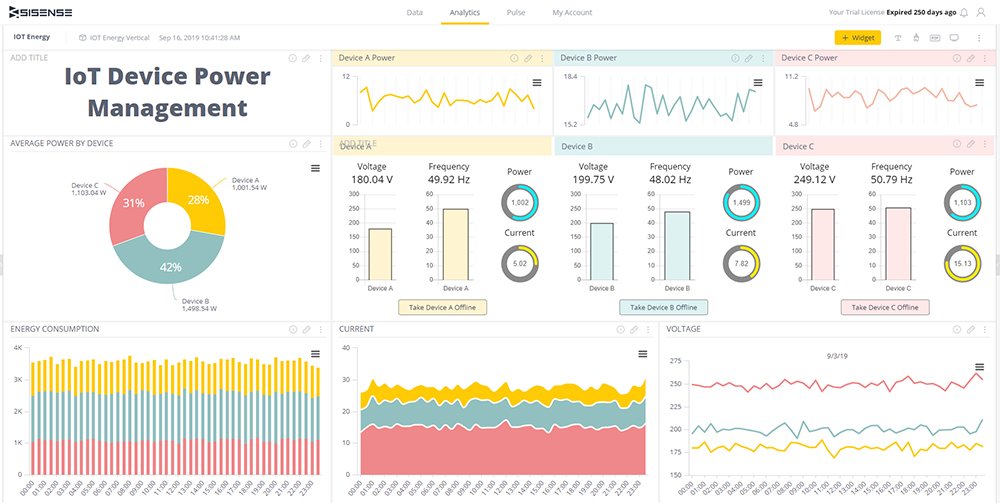 SISENSE
Data Analytics Pulse My Account
Your Trial License Expired 250 days ago
IOT Energy
IOT Energy Vertical Sep 16, 2019 10:41:28 AM
+ Widget
ADD TITLE
IoT Device Power
Management
Device A Power
12
0
Device B Power
18.4
15.2
Device C Power
11.2
4.8
AVERAGE POWER BY DEVICE
Device C
1,103.04 W
Device A
1,001.54 W
31%
28%
42%
Device B
1,498.54 W
ADD TITLE
Device A
Voltage
180.04 V
Frequency
49.92 Hz
Power
1,002
Current
5.02
300
250
200
150
100
50
0
Device A
60
50
40
30
20
10
0
Device A
Take Device A Offline
Device B
Voltage
199.75 V
Frequency
48.02 Hz
Power
1,499
Current
7.82
300
250
200
150
100
50
0
Device B
60
50
40
30
20
10
0
Device B
Take Device B Offline
Device C
Voltage
249.12 V
Frequency
50.79 Hz
Power
1,103
Current
15.13
300
250
200
150
100
50
0
Device C
60
50
40
30
20
10
0
Device C
Take Device C Offline
ENERGY CONSUMPTION
4K
3K
2K
1K
0
00:00 01:00 02:00 03:00 04:00 05:00 06:00 07:00 08:00 09:00 10:00 11:00 12:00 13:00 14:00 15:00 16:00 17:00 18:00 19:00 20:00 21:00 22:00 23:00
CURRENT
40
30
20
10
0
00:00 01:00 02:00 03:00 04:00 05:00 06:00 07:00 08:00 09:00 10:00 11:00 12:00 13:00 14:00 15:00 16:00 17:00 18:00 19:00 20:00 21:00 22:00 23:00
VOLTAGE
9/3/19
275
250
225
200
175
150
00:00 01:00 02:00 03:00 04:00 05:00 06:00 07:00 08:00 09:00 10:00 11:00 12:00 13:00 14:00 15:00 16:00 17:00 18:00 19:00 20:00 21:00 22:00 23:00